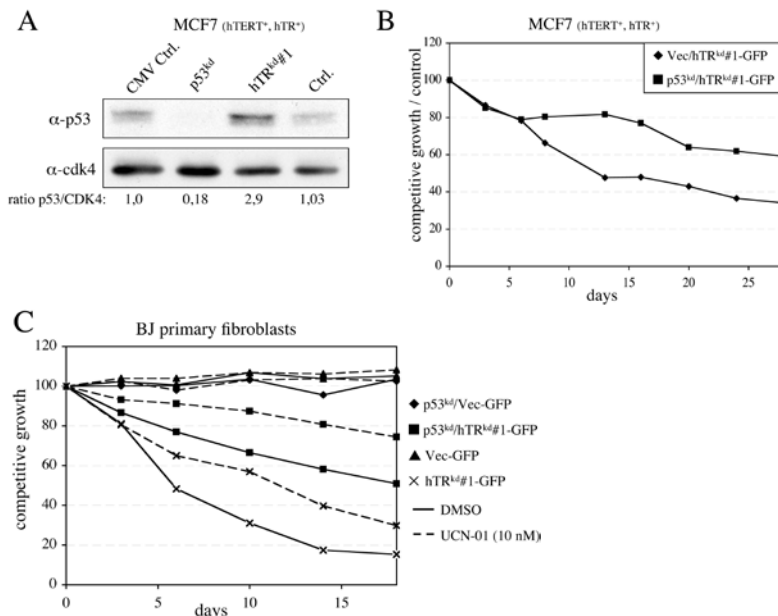 A
MCF7 (hTERT⁺, hTR⁺)
CMV Ctrl.
p53ᵏᵈ
hTRᵏᵈ#1
Ctrl.
α-p53
α-cdk4
ratio p53/CDK4: 1,0 0,18 2,9 1,03
B
MCF7 (hTERT⁺, hTR⁺)
Vec/hTRᵏᵈ#1-GFP
p53ᵏᵈ/hTRᵏᵈ#1-GFP
competitive growth / control
120
100
80
60
40
20
0
0 5 10 15 20 25
days
C
BJ primary fibroblasts
competitive growth
120
100
80
60
40
20
0
0 5 10 15
days
p53ᵏᵈ/Vec-GFP
p53ᵏᵈ/hTRᵏᵈ#1-GFP
Vec-GFP
hTRᵏᵈ#1-GFP
DMSO
UCN-01 (10 nM)